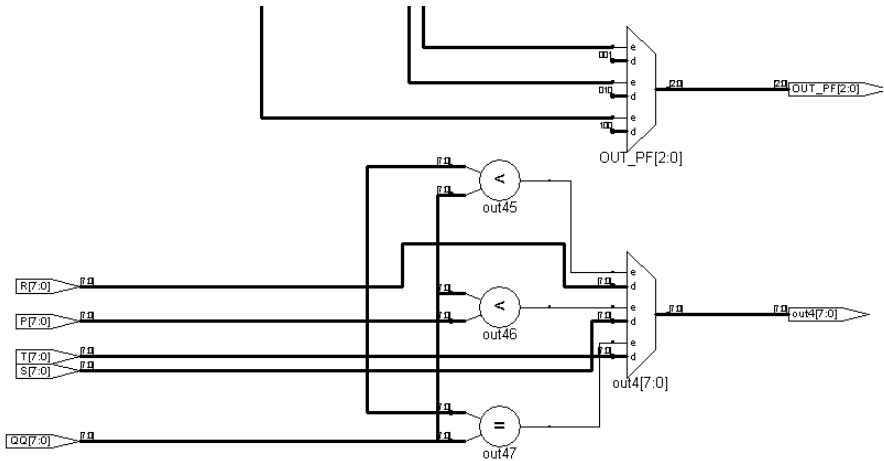 e
001
d
e
010
d
[2:0]
[2:0]
OUT_PF[2:0]
e
100
d
OUT_PF[2:0]
[7:0]
<
[7:0]
out45
e
R[7:0]
[7:0]
[7:0]
d
[7:0]
<
e
[7:0]
[7:0]
out4[7:0]
P[7:0]
[7:0]
[7:0]
out46
[7:0]
d
e
T[7:0]
[7:0]
[7:0]
d
S[7:0]
[7:0]
out4[7:0]
[7:0]
=
QQ[7:0]
[7:0]
[7:0]
out47